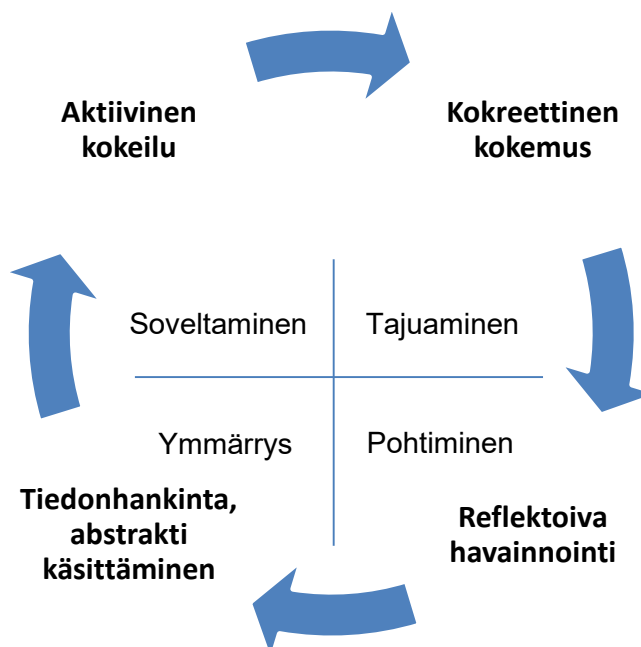 Aktiivinen
kokeilu
Kokreettinen
kokemus
Soveltaminen
Tajuaminen
Ymmärrys
Pohtiminen
Tiedonhankinta,
abstrakti
käsittäminen
Reflektoiva
havainnointi